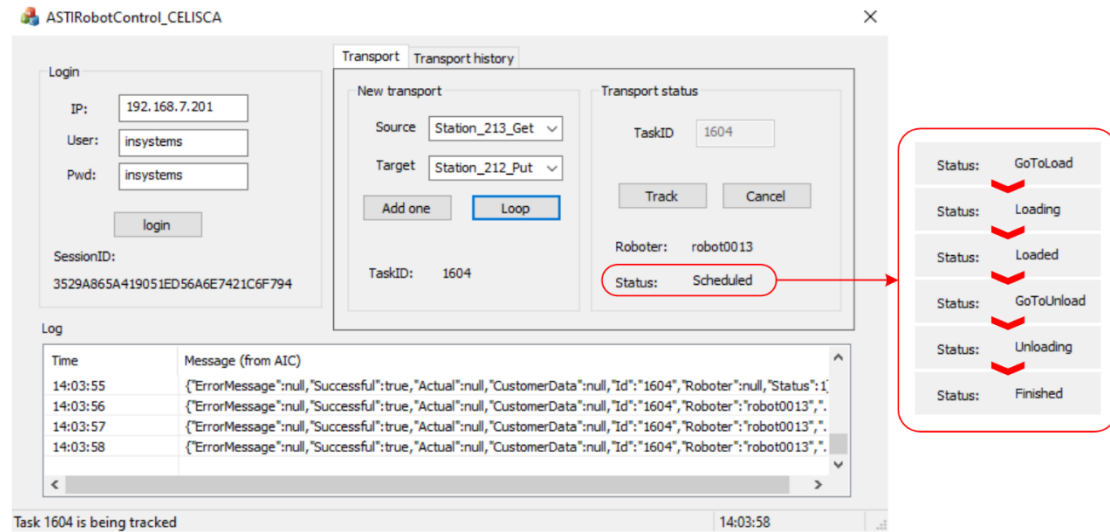 ASTIRobotControl_CELISCA
Login
IP: 192.168.7.201
User: insystems
Pwd: insystems
login
SessionID:
3529A865A419051ED56A6E7421C6F794
Transport Transport history
New transport
Source Station_213_Get
Target Station_212_Put
Add one Loop
TaskID: 1604
Transport status
TaskID 1604
Track Cancel
Roboter: robot0013
Status: Scheduled
Status: GoToLoad
Status: Loading
Status: Loaded
Status: GoToUnload
Status: Unloading
Status: Finished
Log
Time Message (from AIC)
14:03:55 {"ErrorMessage":null,"Successful":true,"Actual":null,"CustomerData":null,"Id":"1604","Roboter":null,"Status":1}
14:03:56 {"ErrorMessage":null,"Successful":true,"Actual":null,"CustomerData":null,"Id":"1604","Roboter":"robot0013",".
14:03:57 {"ErrorMessage":null,"Successful":true,"Actual":null,"CustomerData":null,"Id":"1604","Roboter":"robot0013",".
14:03:58 {"ErrorMessage":null,"Successful":true,"Actual":null,"CustomerData":null,"Id":"1604","Roboter":"robot0013",".
Task 1604 is being tracked 14:03:58